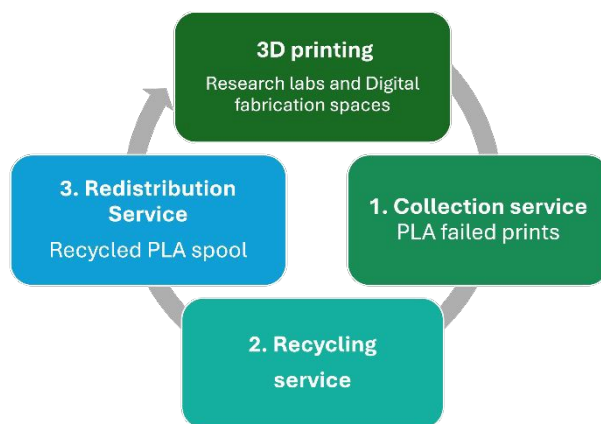 3D printing
Research labs and Digital
fabrication spaces
3. Redistribution
Service
Recycled PLA spool
1. Collection service
PLA failed prints
2. Recycling
service